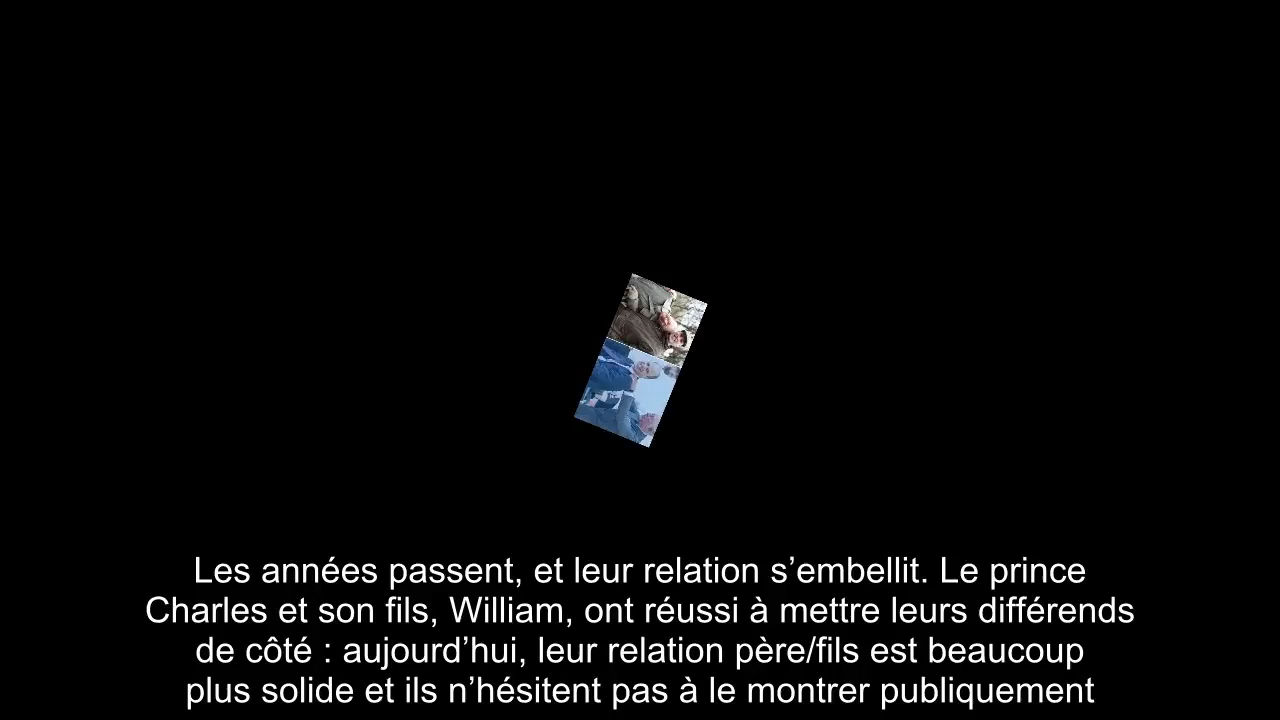 Les années passent, et leur relation s’embellit. Le prince
Charles et son fils, William, ont réussi à mettre leurs différends
de côté : aujourd’hui, leur relation père/fils est beaucoup
plus solide et ils n’hésitent pas à le montrer publiquement